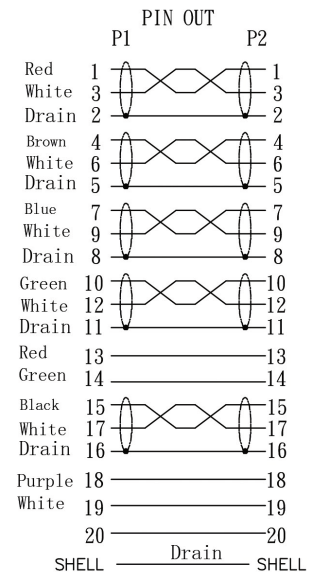 PIN OUT
P1 P2
Red 1 1
White 3 3
Drain 2 2
Brown 4 4
White 6 6
Drain 5 5
Blue 7 7
White 9 9
Drain 8 8
Green 10 10
White 12 12
Drain 11 11
Red 13 13
Green 14 14
Black 15 15
White 17 17
Drain 16 16
Purple 18 18
White 19 19
20 20
SHELL Drain SHELL